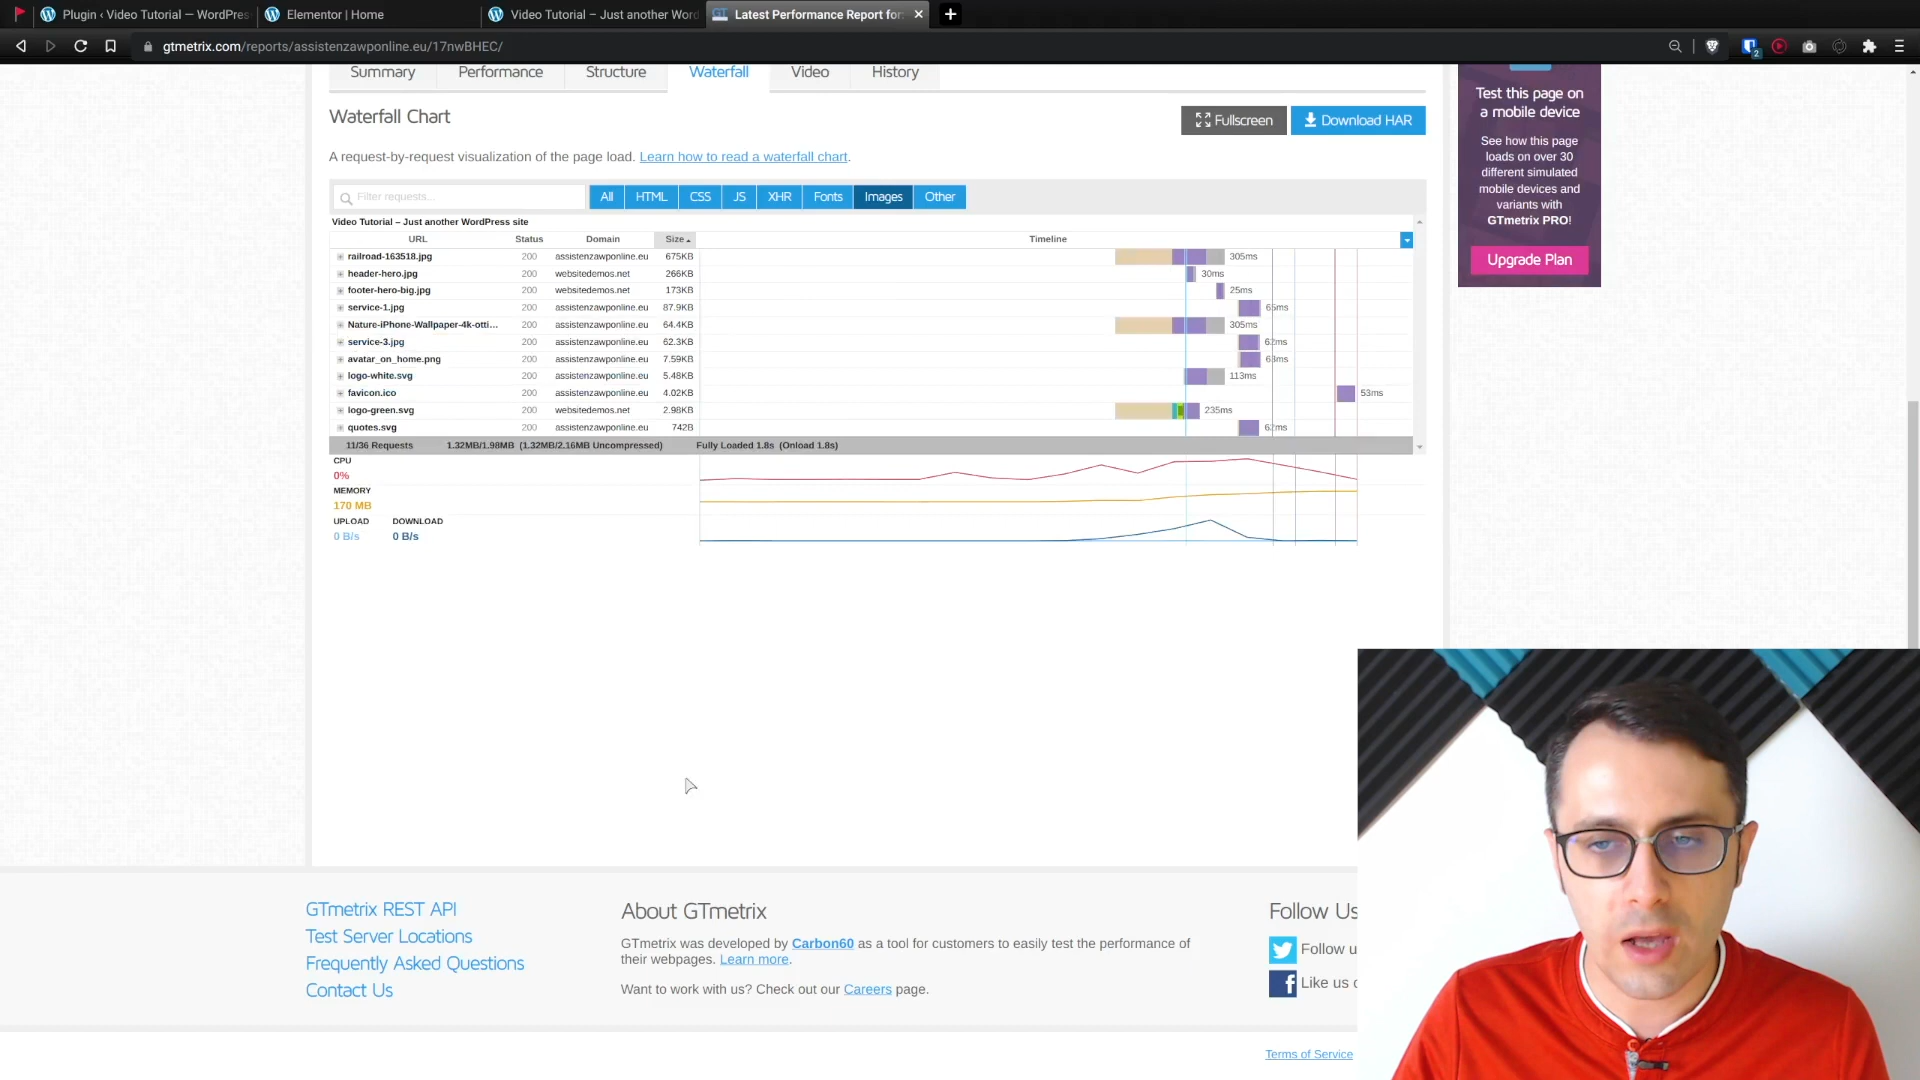 Plugin ‹ Video Tutorial — WordPres
Elementor | Home
Video Tutorial – Just another Word
Latest Performance Report for:
gtmetrix.com/reports/assistenzawponline.eu/17nwBHEC/
2
Summary
Performance
Structure
Waterfall
Video
History
Waterfall Chart
Fullscreen
Download HAR
A request-by-request visualization of the page load. Learn how to read a waterfall chart.
Filter requests...
All
HTML
CSS
JS
XHR
Fonts
Images
Other
Video Tutorial – Just another WordPress site
URL Status Domain Size Timeline
railroad-163518.jpg 200 assistenzawponline.eu 675KB 305ms
header-hero.jpg 200 websitedemos.net 266KB 30ms
footer-hero-big.jpg 200 websitedemos.net 173KB 25ms
service-1.jpg 200 assistenzawponline.eu 87.9KB 65ms
Nature-iPhone-Wallpaper-4k-otti... 200 assistenzawponline.eu 64.4KB 305ms
service-3.jpg 200 assistenzawponline.eu 62.3KB 62ms
avatar_on_home.png 200 assistenzawponline.eu 7.59KB 63ms
logo-white.svg 200 assistenzawponline.eu 5.48KB 113ms
favicon.ico 200 assistenzawponline.eu 4.02KB 53ms
logo-green.svg 200 websitedemos.net 2.98KB 235ms
quotes.svg 200 assistenzawponline.eu 742B 62ms
11/36 Requests 1.32MB/1.98MB (1.32MB/2.16MB Uncompressed) Fully Loaded 1.8s (Onload 1.8s)
CPU
0%
MEMORY
170 MB
UPLOAD DOWNLOAD
0 B/s 0 B/s
Test this page on
a mobile device
See how this page
loads on over 30
different simulated
mobile devices and
variants with
GTmetrix PRO!
Upgrade Plan
GTmetrix REST API
Test Server Locations
Frequently Asked Questions
Contact Us
About GTmetrix
GTmetrix was developed by Carbon60 as a tool for customers to easily test the performance of
their webpages. Learn more.
Want to work with us? Check out our Careers page.
Follow Us
Follow u
Like us o
Terms of Service